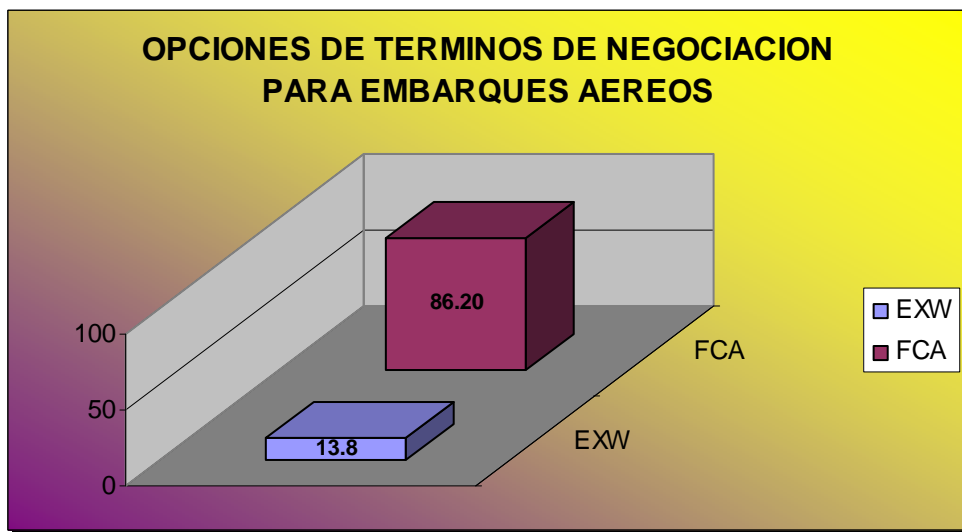 OPCIONES DE TERMINOS DE NEGOCIACION
PARA EMBARQUES AEREOS
86.20
100
EXW
FCA
FCA
50
EXW
13.8
0